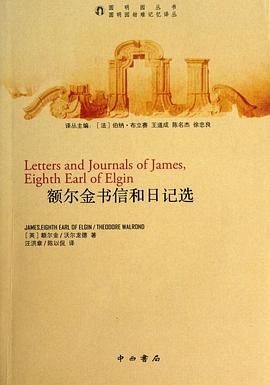 圆明园丛书
圆明园劫难记忆译丛
译丛主编：［法］伯纳·布立赛 王道成 陈名杰 徐忠良
Letters and Journals of James,
Eighth Earl of Elgin
额尔金书信和日记选
JAMES,EIGHTH EARL OF ELGIN / THEODORE WALROND
［英］额尔金／沃尔龙德 著
汪洪章／陈以侃 译
中西书局